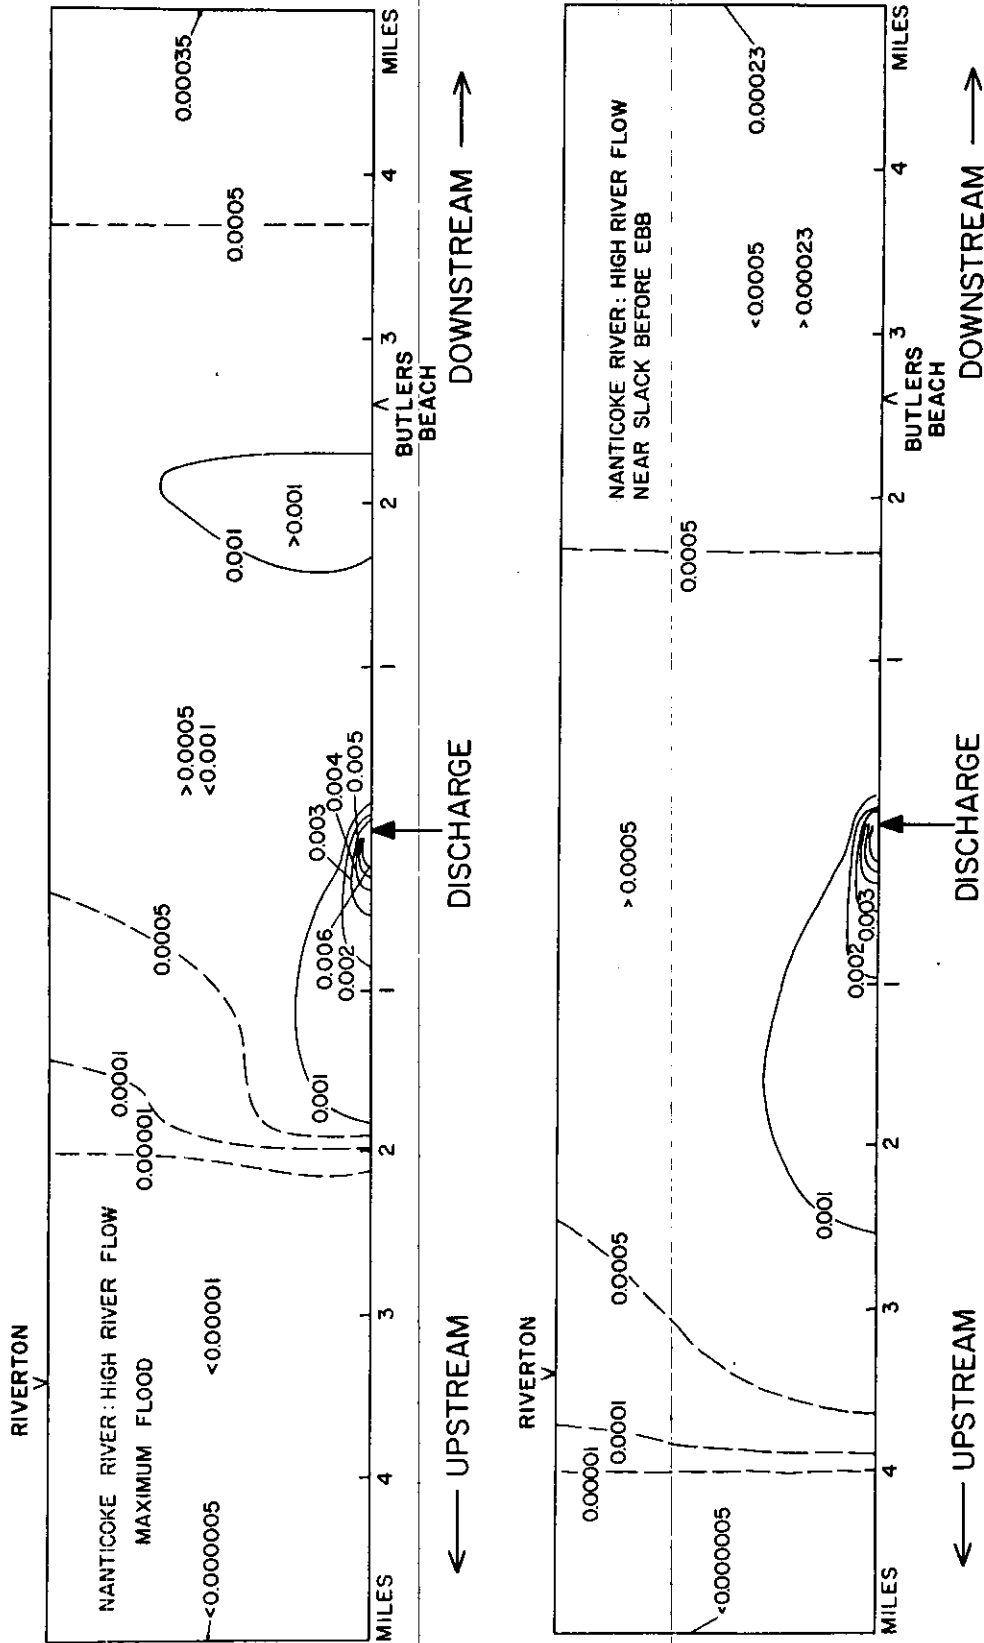 RIVERTON
NANTICOKE RIVER: HIGH RIVER FLOW
MAXIMUM FLOOD
<0.000005
<0.00001
0.00001
0.0001
0.0005
0.001
0.002
0.006
0.003
0.004
0.005
>0.0005
<0.001
0.001
>0.001
0.0005
0.00035
MILES
4
3
2
1
1
2
3
4
MILES
BUTLERS
BEACH
UPSTREAM
DISCHARGE
DOWNSTREAM
RIVERTON
NANTICOKE RIVER: HIGH RIVER FLOW
NEAR SLACK BEFORE EBB
<0.000005
0.00001
0.0001
0.0005
0.001
0.002
0.003
>0.0005
0.0005
<0.0005
>0.00023
0.00023
MILES
4
3
2
1
1
2
3
4
MILES
BUTLERS
BEACH
UPSTREAM
DISCHARGE
DOWNSTREAM